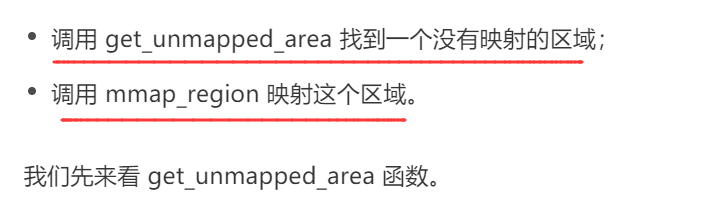 • 调用 get_unmapped_area 找到一个没有映射的区域；
• 调用 mmap_region 映射这个区域。
我们先来看 get_unmapped_area 函数。